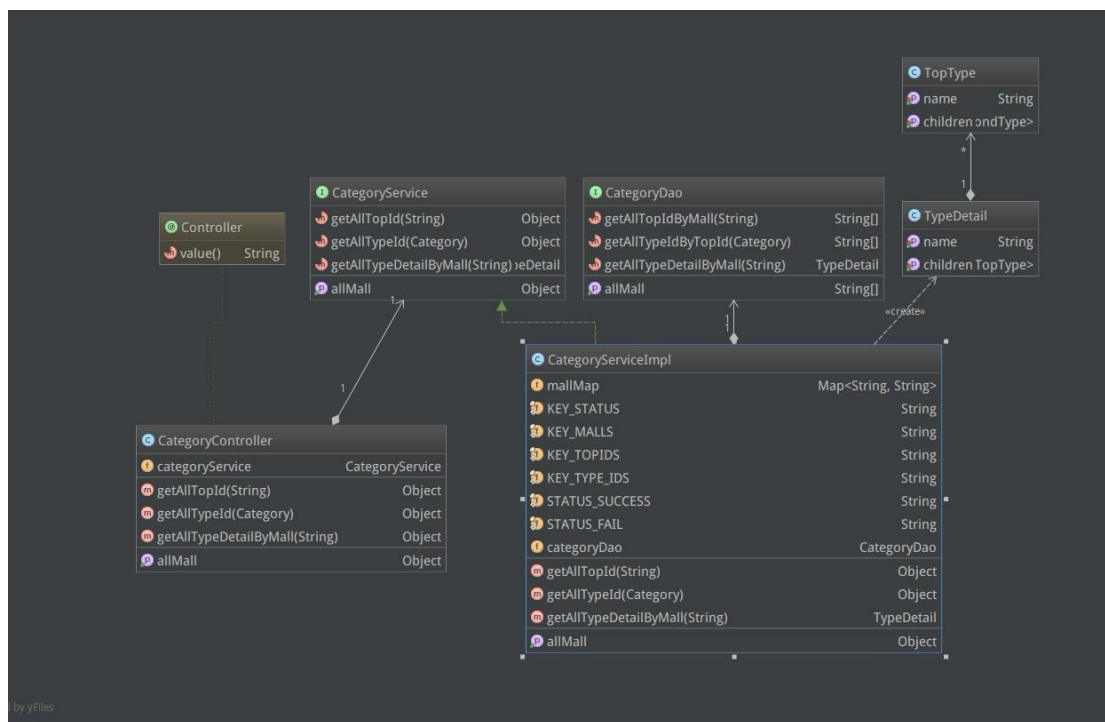 TopType
name String
children ondType>
*
1
TypeDetail
name String
children TopType>
«create»
CategoryService
getAllTopId(String) Object
getAllTypeId(Category) Object
getAllTypeDetailByMall(String) peDetail
allMall Object
CategoryDao
getAllTopIdByMall(String) String[]
getAllTypeIdByTopId(Category) String[]
getAllTypeDetailByMall(String) TypeDetail
allMall String[]
Controller
value() String
1
1
1
1
CategoryServiceImpl
mallMap Map<String, String>
KEY_STATUS String
KEY_MALLS String
KEY_TOPIDS String
KEY_TYPE_IDS String
STATUS_SUCCESS String
STATUS_FAIL String
categoryDao CategoryDao
getAllTopId(String) Object
getAllTypeId(Category) Object
getAllTypeDetailByMall(String) TypeDetail
allMall Object
CategoryController
categoryService CategoryService
getAllTopId(String) Object
getAllTypeId(Category) Object
getAllTypeDetailByMall(String) Object
allMall Object
by yFiles